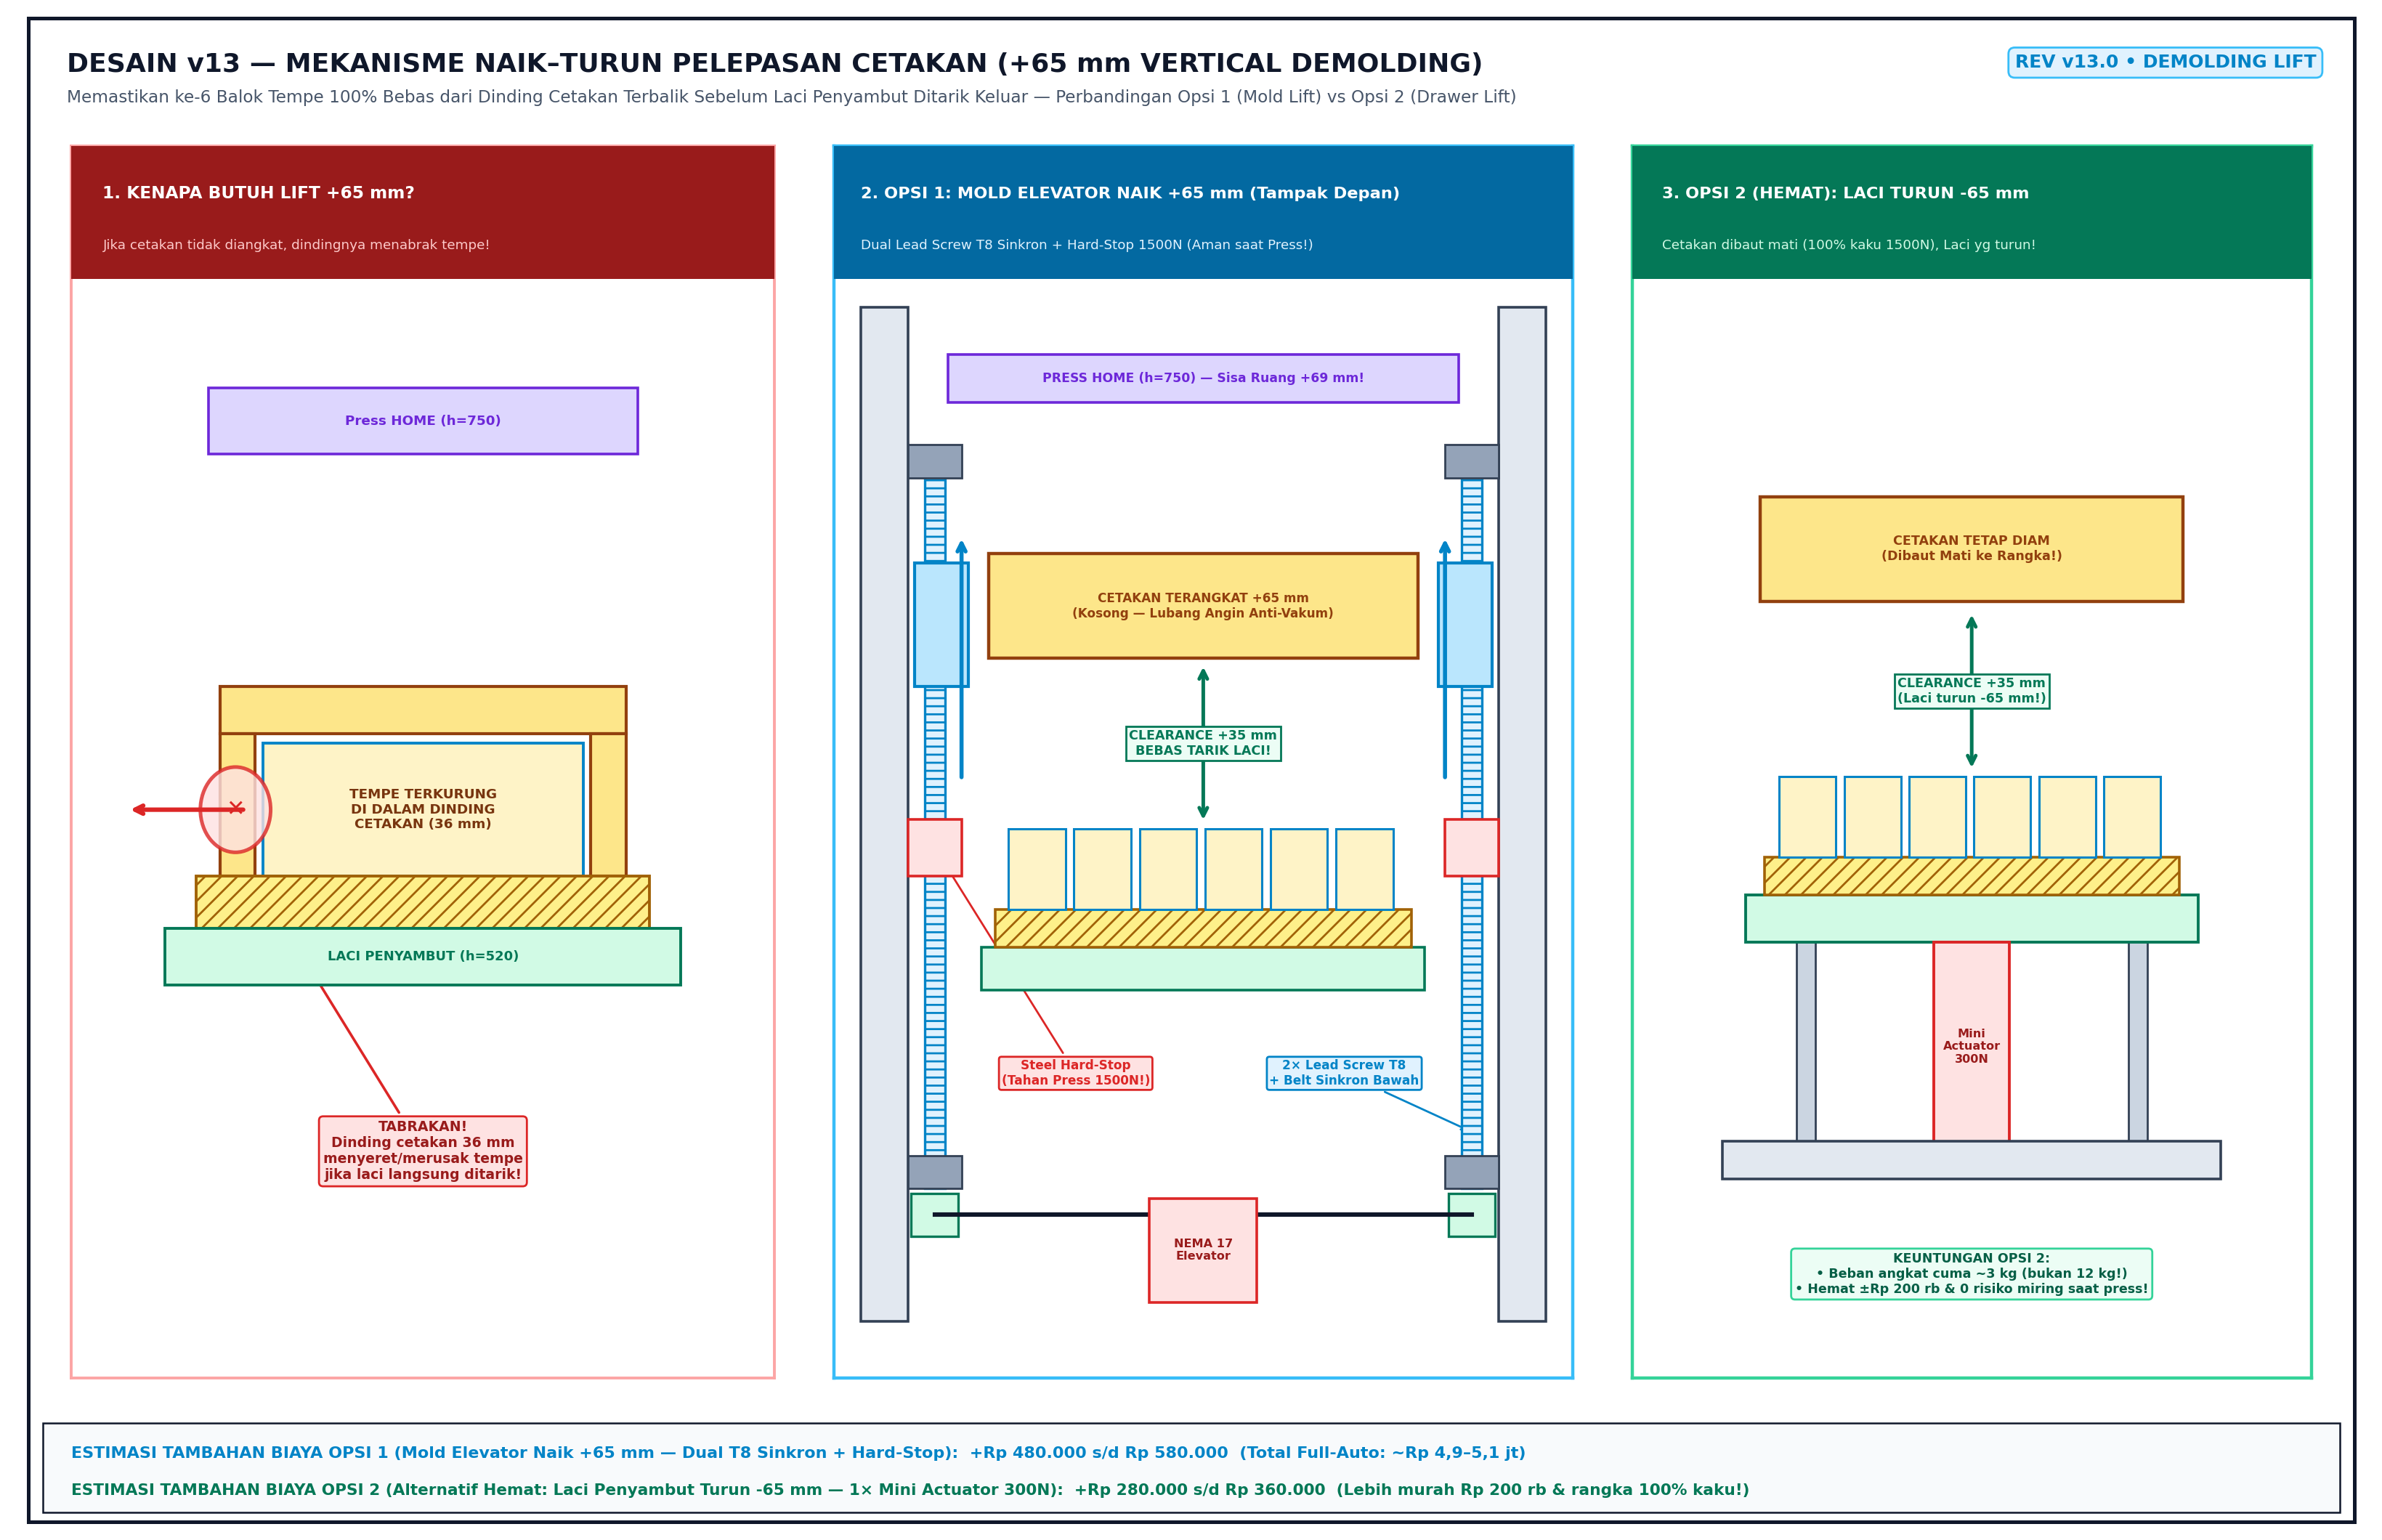 DESAIN v13 — MEKANISME NAIK–TURUN PELEPASAN CETAKAN (+65 mm VERTICAL DEMOLDING)
REV v13.0 • DEMOLDING LIFT
Memastikan ke-6 Balok Tempe 100% Bebas dari Dinding Cetakan Terbalik Sebelum Laci Penyambut Ditarik Keluar — Perbandingan Opsi 1 (Mold Lift) vs Opsi 2 (Drawer Lift)
1. KENAPA BUTUH LIFT +65 mm?
Jika cetakan tidak diangkat, dindingnya menabrak tempe!
Press HOME (h=750)
TEMPE TERKURUNG
DI DALAM DINDING
CETAKAN (36 mm)
LACI PENYAMBUT (h=520)
TABRAKAN!
Dinding cetakan 36 mm
menyeret/merusak tempe
jika laci langsung ditarik!
2. OPSI 1: MOLD ELEVATOR NAIK +65 mm (Tampak Depan)
Dual Lead Screw T8 Sinkron + Hard-Stop 1500N (Aman saat Press!)
PRESS HOME (h=750) — Sisa Ruang +69 mm!
CETAKAN TERANGKAT +65 mm
(Kosong — Lubang Angin Anti-Vakum)
CLEARANCE +35 mm
BEBAS TARIK LACI!
Steel Hard-Stop
(Tahan Press 1500N!)
2× Lead Screw T8
+ Belt Sinkron Bawah
NEMA 17
Elevator
3. OPSI 2 (HEMAT): LACI TURUN -65 mm
Cetakan dibaut mati (100% kaku 1500N), Laci yg turun!
CETAKAN TETAP DIAM
(Dibaut Mati ke Rangka!)
CLEARANCE +35 mm
(Laci turun -65 mm!)
Mini
Actuator
300N
KEUNTUNGAN OPSI 2:
• Beban angkat cuma ~3 kg (bukan 12 kg!)
• Hemat ±Rp 200 rb & 0 risiko miring saat press!
ESTIMASI TAMBAHAN BIAYA OPSI 1 (Mold Elevator Naik +65 mm — Dual T8 Sinkron + Hard-Stop): +Rp 480.000 s/d Rp 580.000 (Total Full-Auto: ~Rp 4,9–5,1 jt)
ESTIMASI TAMBAHAN BIAYA OPSI 2 (Alternatif Hemat: Laci Penyambut Turun -65 mm — 1× Mini Actuator 300N): +Rp 280.000 s/d Rp 360.000 (Lebih murah Rp 200 rb & rangka 100% kaku!)